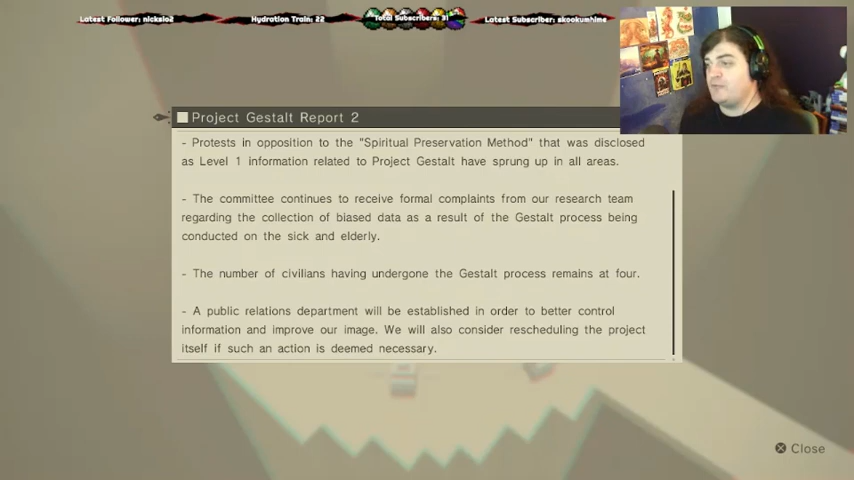 Latest Follower: nicksio2 Hydration Train: 22 Total Subscribers: 31 Latest Subscriber: skookumhime
Project Gestalt Report 2
- Protests in opposition to the "Spiritual Preservation Method" that was disclosed
as Level 1 information related to Project Gestalt have sprung up in all areas.
- The committee continues to receive formal complaints from our research team
regarding the collection of biased data as a result of the Gestalt process being
conducted on the sick and elderly.
- The number of civilians having undergone the Gestalt process remains at four.
- A public relations department will be established in order to better control
information and improve our image. We will also consider rescheduling the project
itself if such an action is deemed necessary.
Close